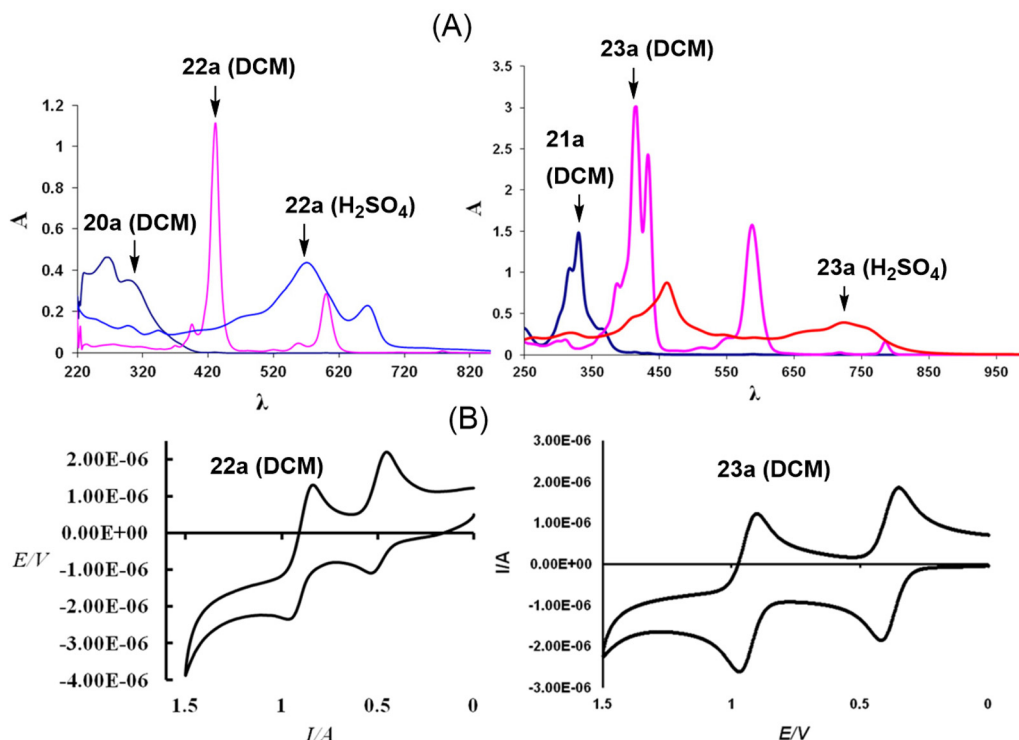 (A)
22a (DCM)
20a (DCM)
22a (H₂SO₄)
A
1.2
1
0.8
0.6
0.4
0.2
0
220 320 420 520 620 720 820
λ
23a (DCM)
21a
(DCM)
23a (H₂SO₄)
A
3.5
3
2.5
2
1.5
1
0.5
0
250 350 450 550 650 750 850 950
λ
(B)
22a (DCM)
E/V
2.00E-06
1.00E-06
0.00E+00
-1.00E-06
-2.00E-06
-3.00E-06
-4.00E-06
1.5 1 0.5 0
I/A
23a (DCM)
I/A
3.00E-06
2.00E-06
1.00E-06
0.00E+00
-1.00E-06
-2.00E-06
-3.00E-06
1.5 1 0.5 0
E/V